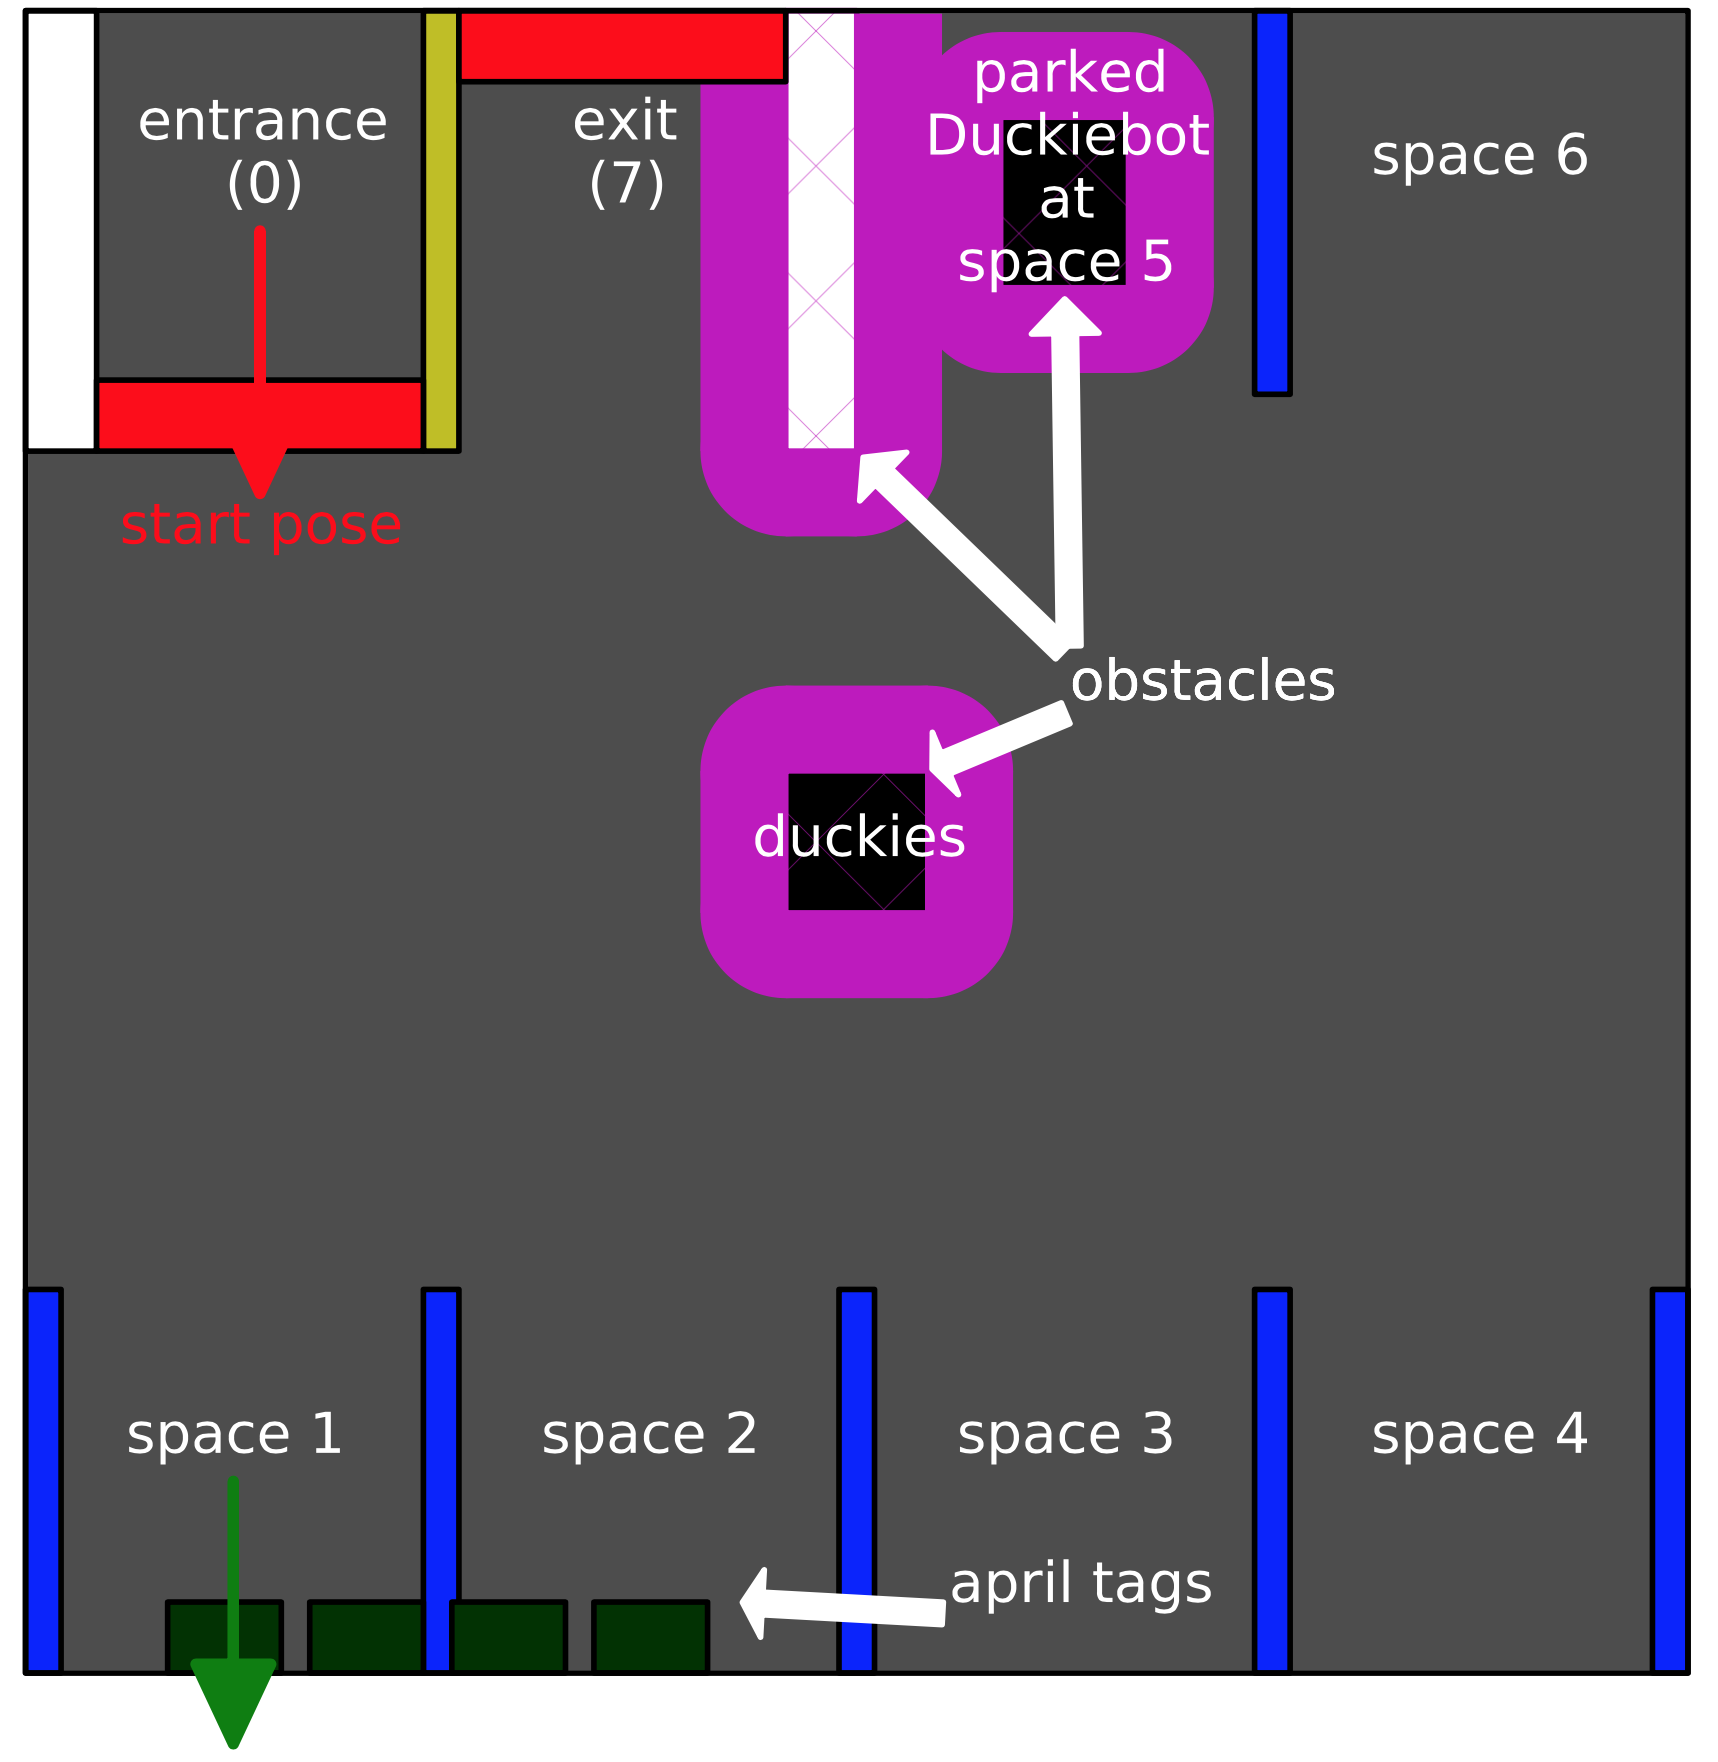 entrance
(0)
exit
(7)
parked
Duckiebot
at
space 5
space 6
start pose
obstacles
duckies
space 1
space 2
space 3
space 4
april tags